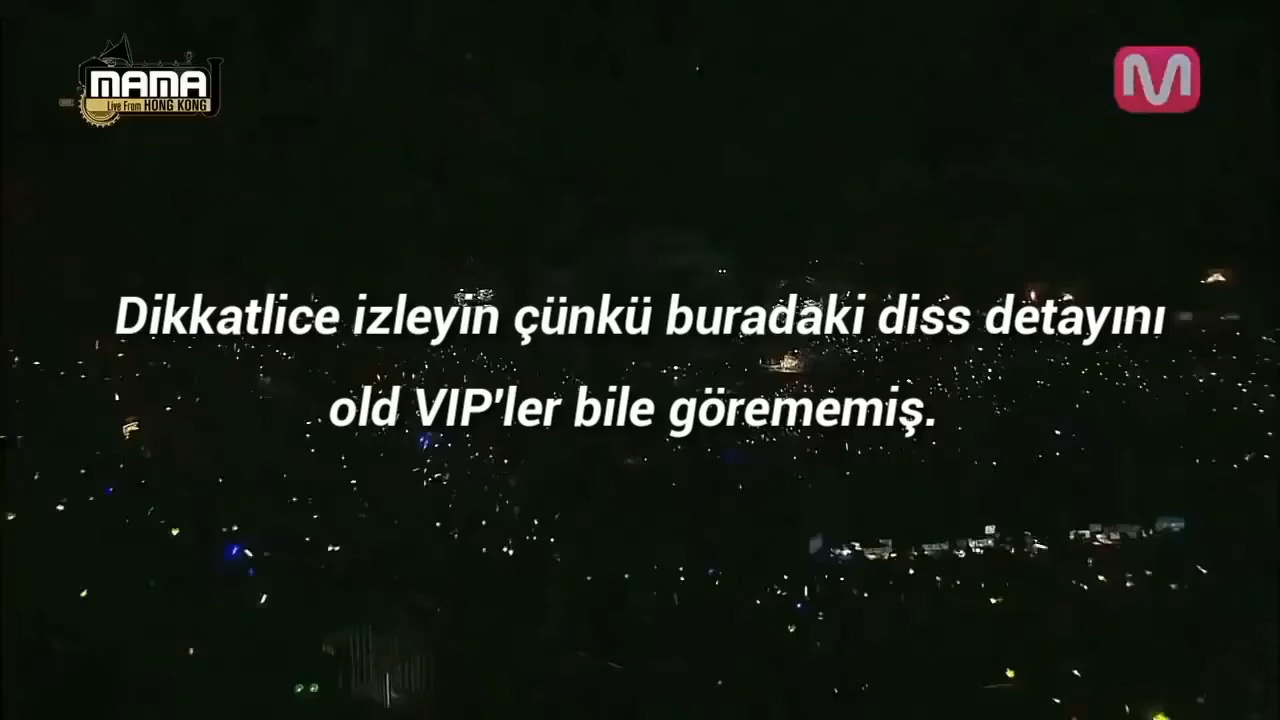 MAMA
Live From HONG KONG
M
Dikkatlice izleyin çünkü buradaki diss detayını
old VIP'ler bile görememiş.